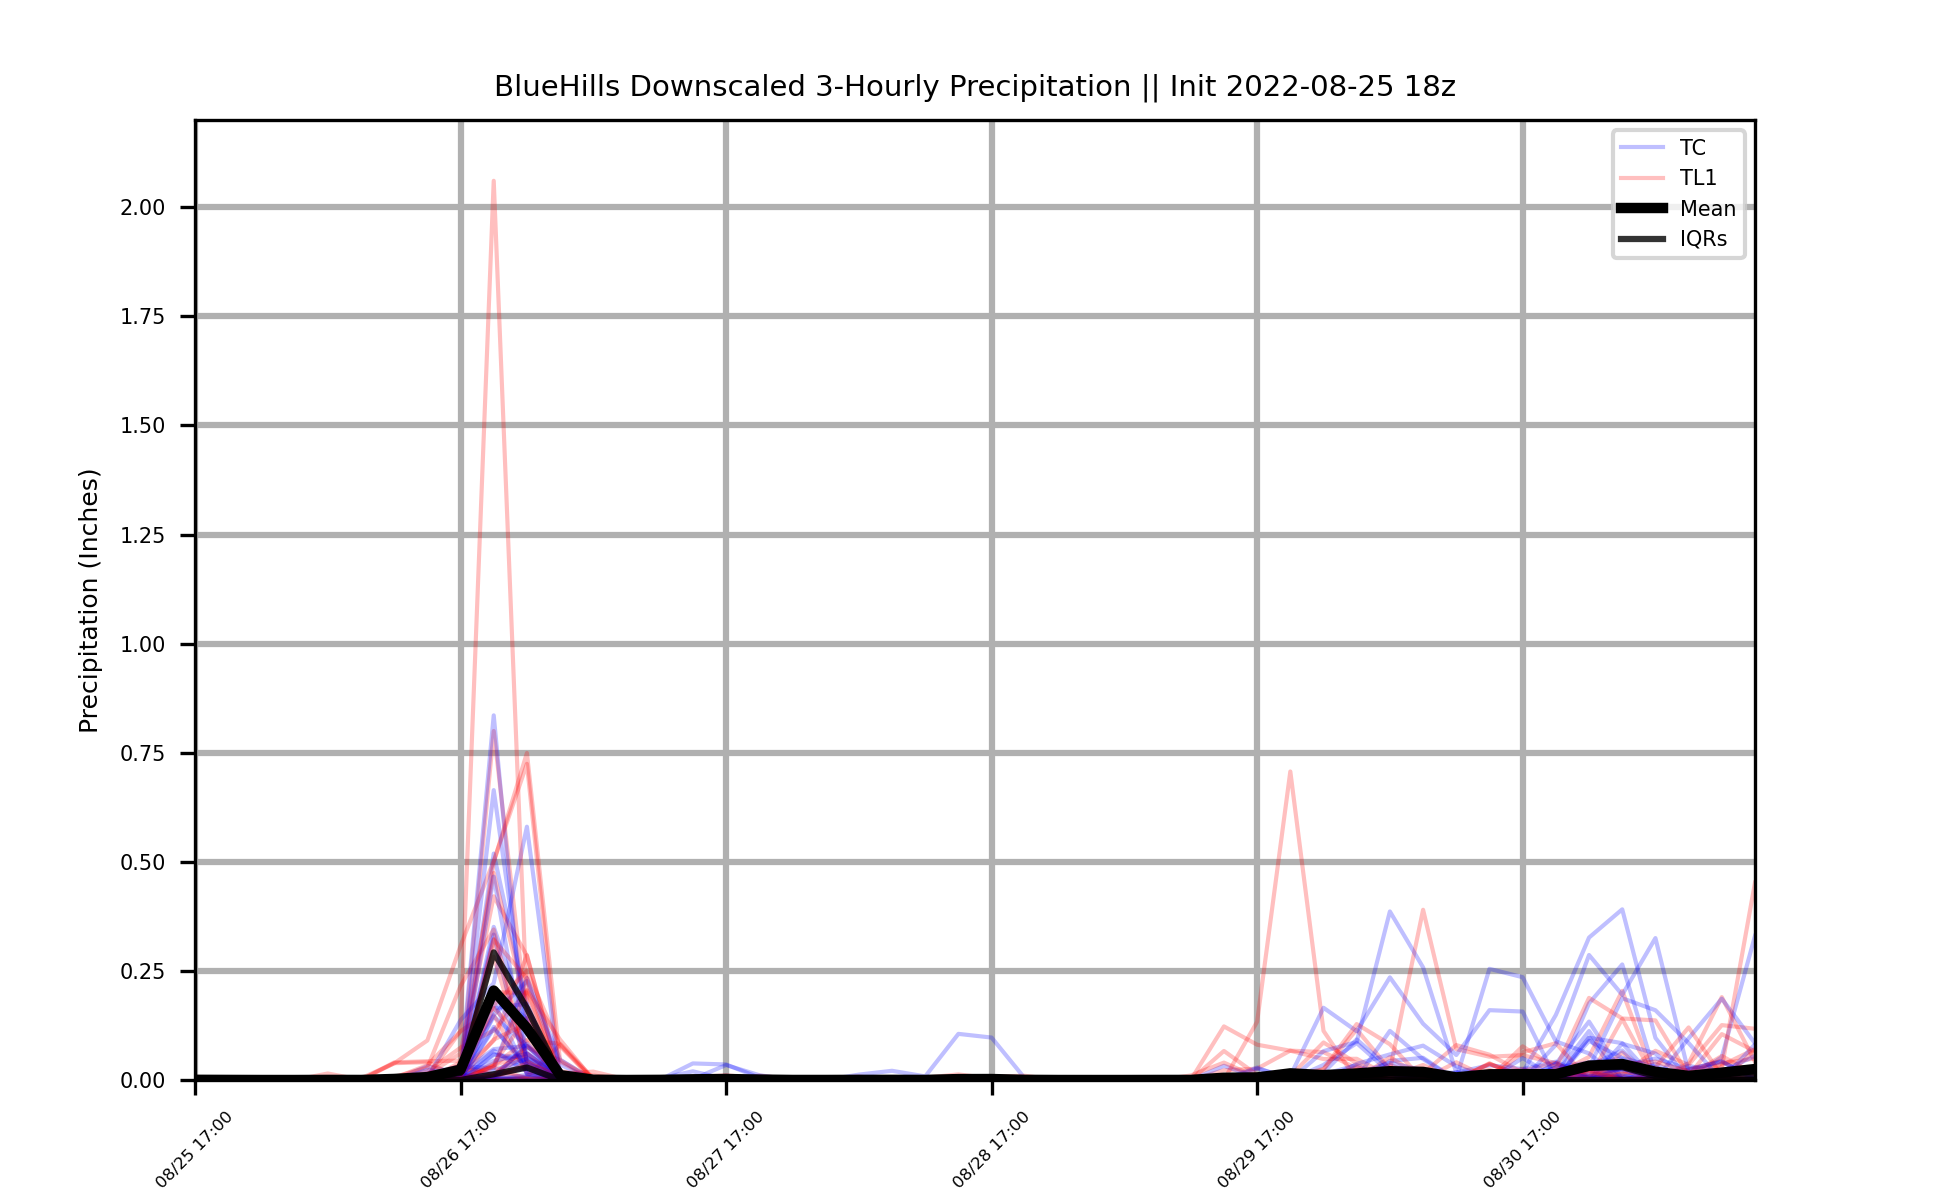 BlueHills Downscaled 3-Hourly Precipitation || Init 2022-08-25 18z
TC
TL1
Mean
IQRs
Precipitation (Inches)
2.00
1.75
1.50
1.25
1.00
0.75
0.50
0.25
0.00
08/25 17:00
08/26 17:00
08/27 17:00
08/28 17:00
08/29 17:00
08/30 17:00